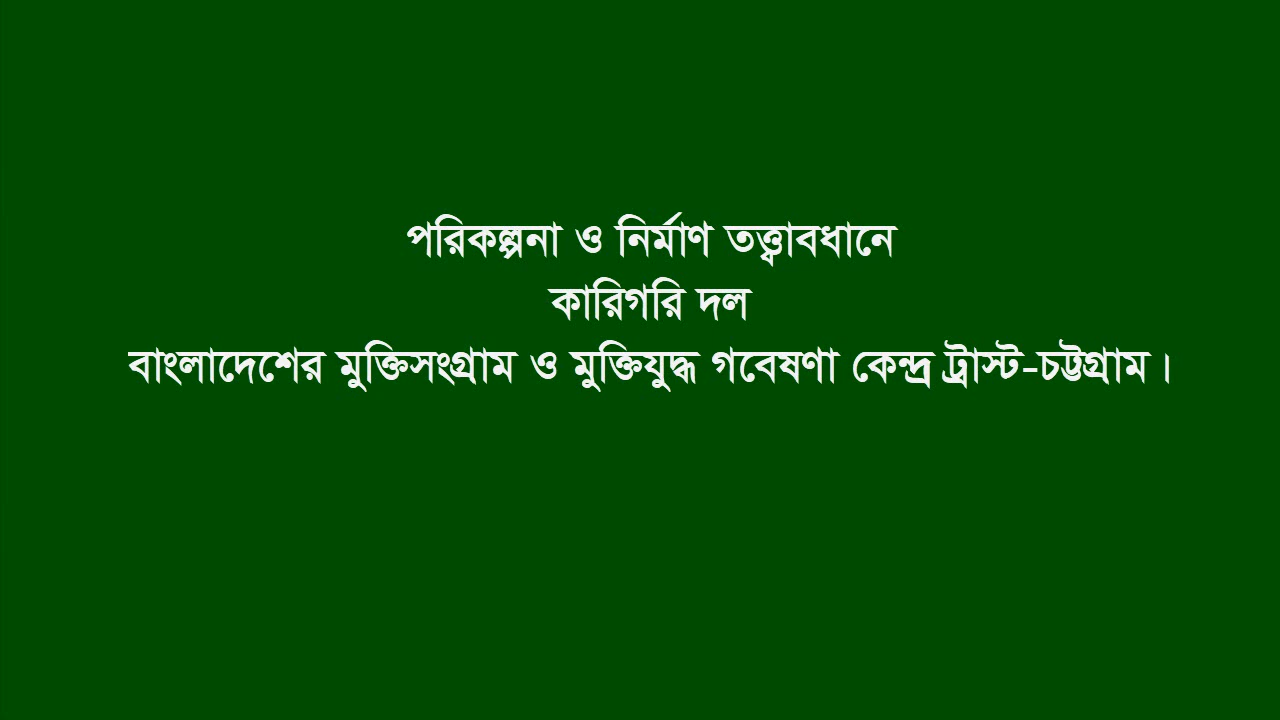 পরিকল্পনা ও নির্মাণ তত্ত্বাবধানে
কারিগরি দল
বাংলাদেশের মুক্তিসংগ্রাম ও মুক্তিযুদ্ধ গবেষণা কেন্দ্র ট্রাস্ট-চট্টগ্রাম।